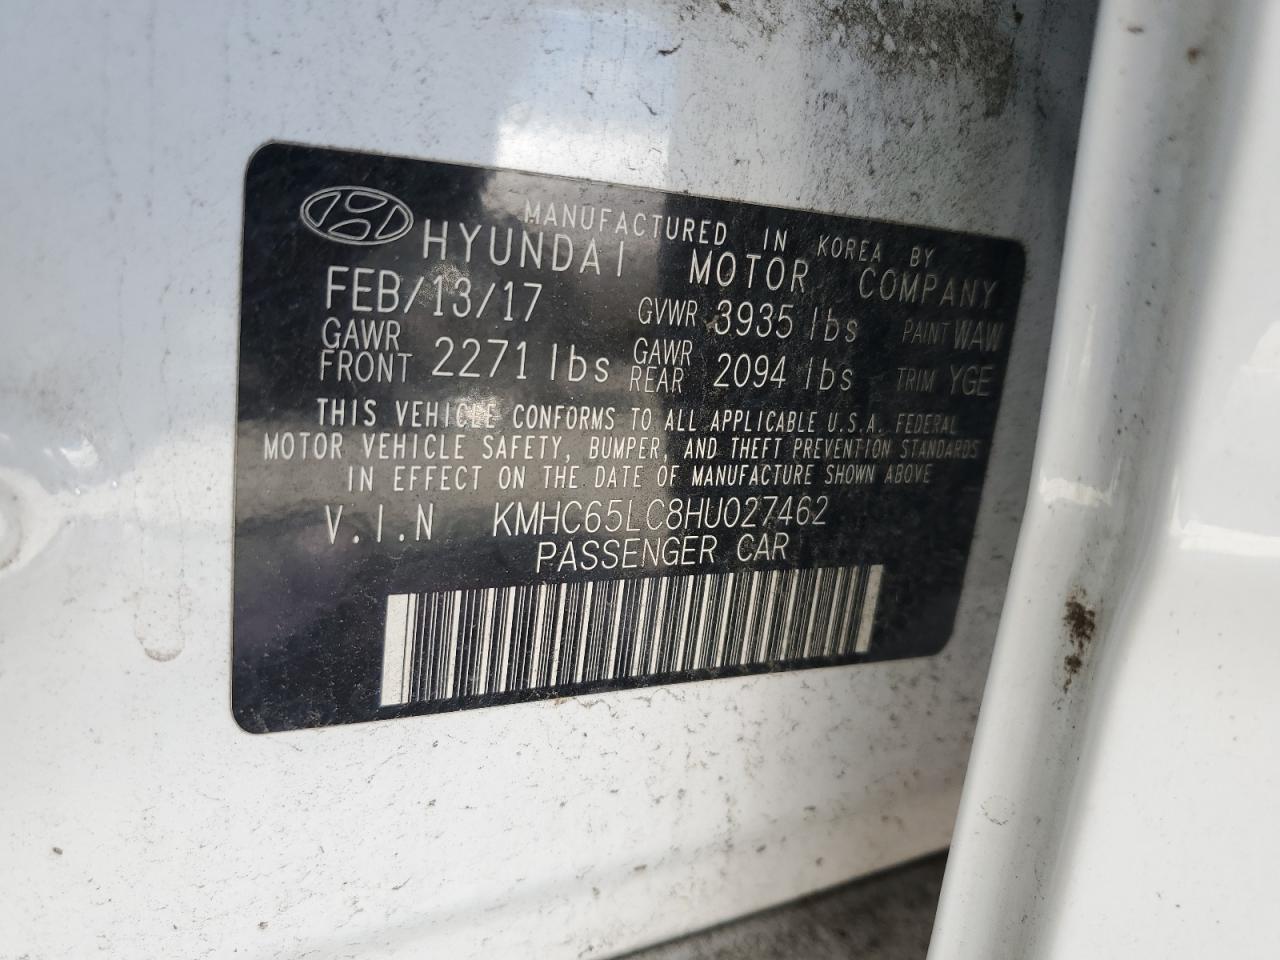 MANUFACTURED IN KOREA BY
HYUNDAI MOTOR COMPANY
FEB/13/17 GVWR 3935 lbs PAINT WAW
GAWR FRONT 2271 lbs GAWR REAR 2094 lbs TRIM YGE
THIS VEHICLE CONFORMS TO ALL APPLICABLE U.S.A. FEDERAL
MOTOR VEHICLE SAFETY, BUMPER, AND THEFT PREVENTION STANDARDS
IN EFFECT ON THE DATE OF MANUFACTURE SHOWN ABOVE
V.I.N KMHC65LC8HU027462
PASSENGER CAR